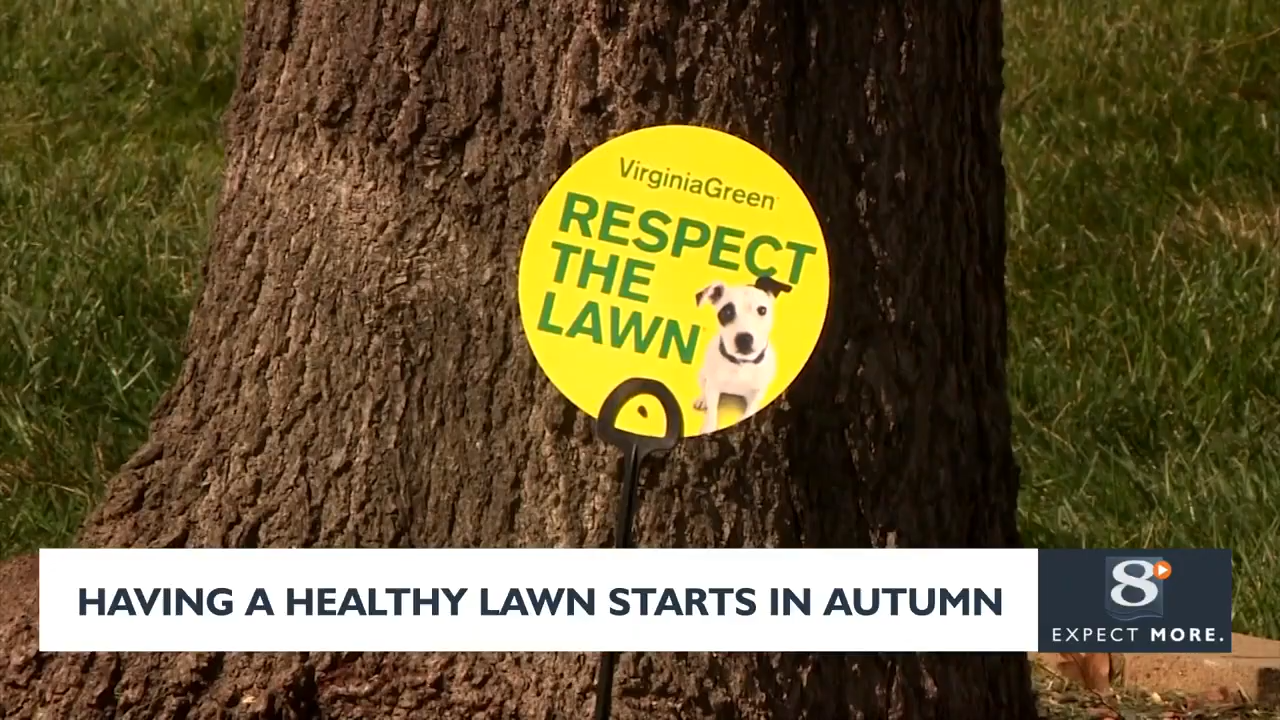 VirginiaGreen
RESPECT
THE
LAWN
HAVING A HEALTHY LAWN STARTS IN AUTUMN
8
EXPECT MORE.